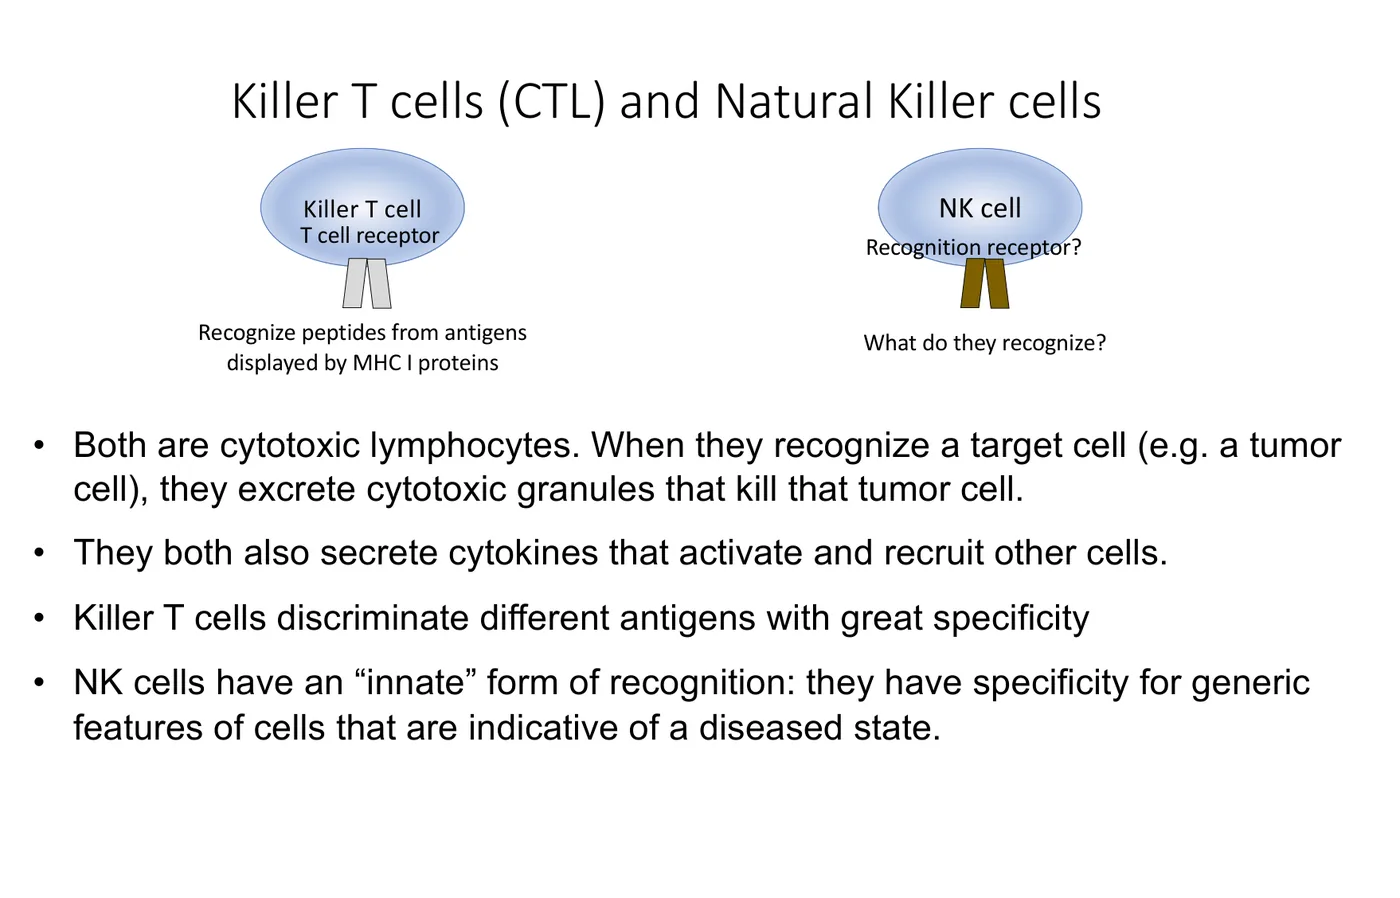 Killer T cells (CTL) and Natural Killer cells
Killer T cell
T cell receptor
Recognize peptides from antigens
displayed by MHC I proteins
NK cell
Recognition receptor?
What do they recognize?
• Both are cytotoxic lymphocytes. When they recognize a target cell (e.g. a tumor
cell), they excrete cytotoxic granules that kill that tumor cell.
• They both also secrete cytokines that activate and recruit other cells.
• Killer T cells discriminate different antigens with great specificity
• NK cells have an “innate” form of recognition: they have specificity for generic
features of cells that are indicative of a diseased state.